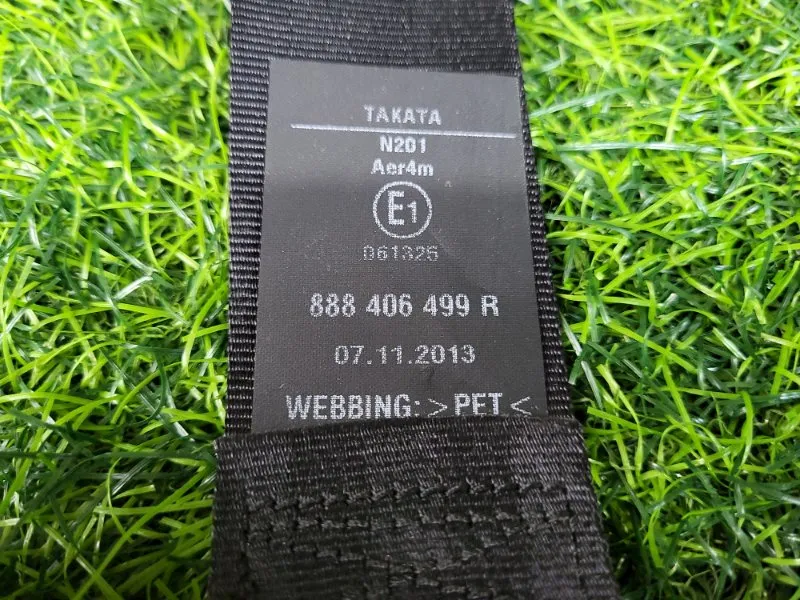 TAKATA
N201
Aer4m
E1
061325
888 406 499 R
07.11.2013
WEBBING: >PET<